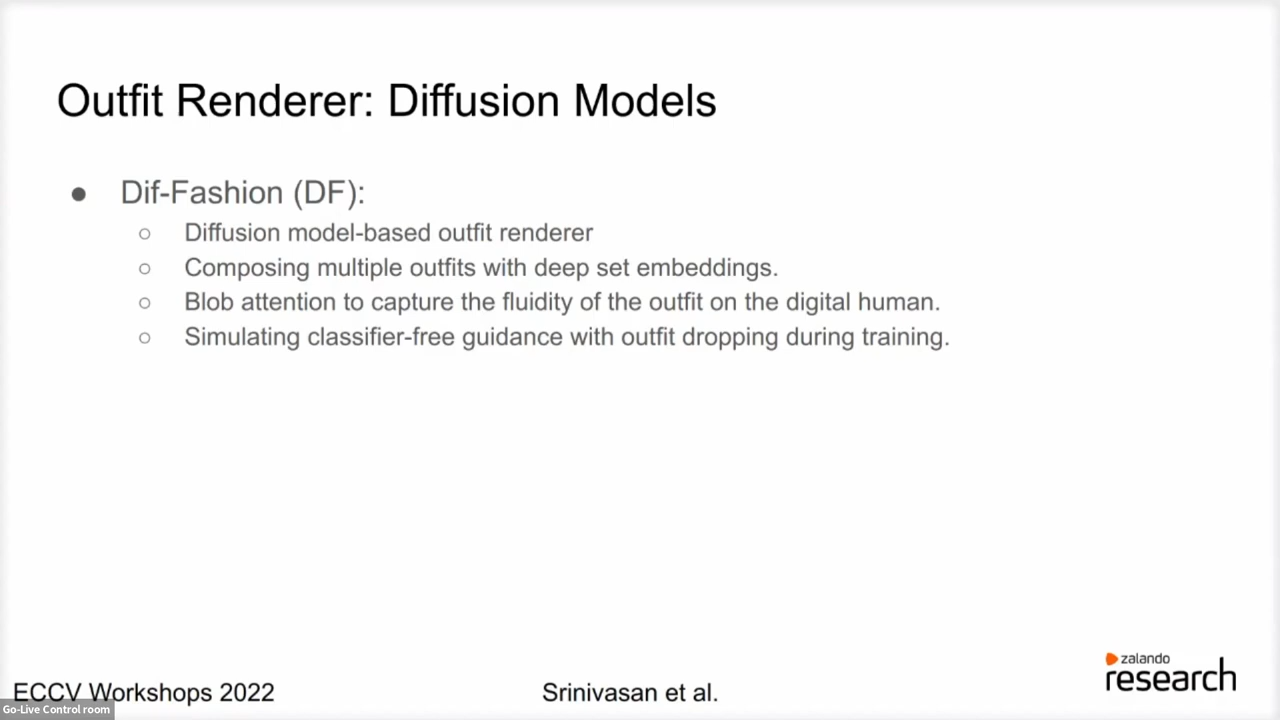 Outfit Renderer: Diffusion Models
● Dif-Fashion (DF):
○ Diffusion model-based outfit renderer
○ Composing multiple outfits with deep set embeddings.
○ Blob attention to capture the fluidity of the outfit on the digital human.
○ Simulating classifier-free guidance with outfit dropping during training.
zalando
research
ECCV Workshops 2022
Srinivasan et al.
Go-Live Control room